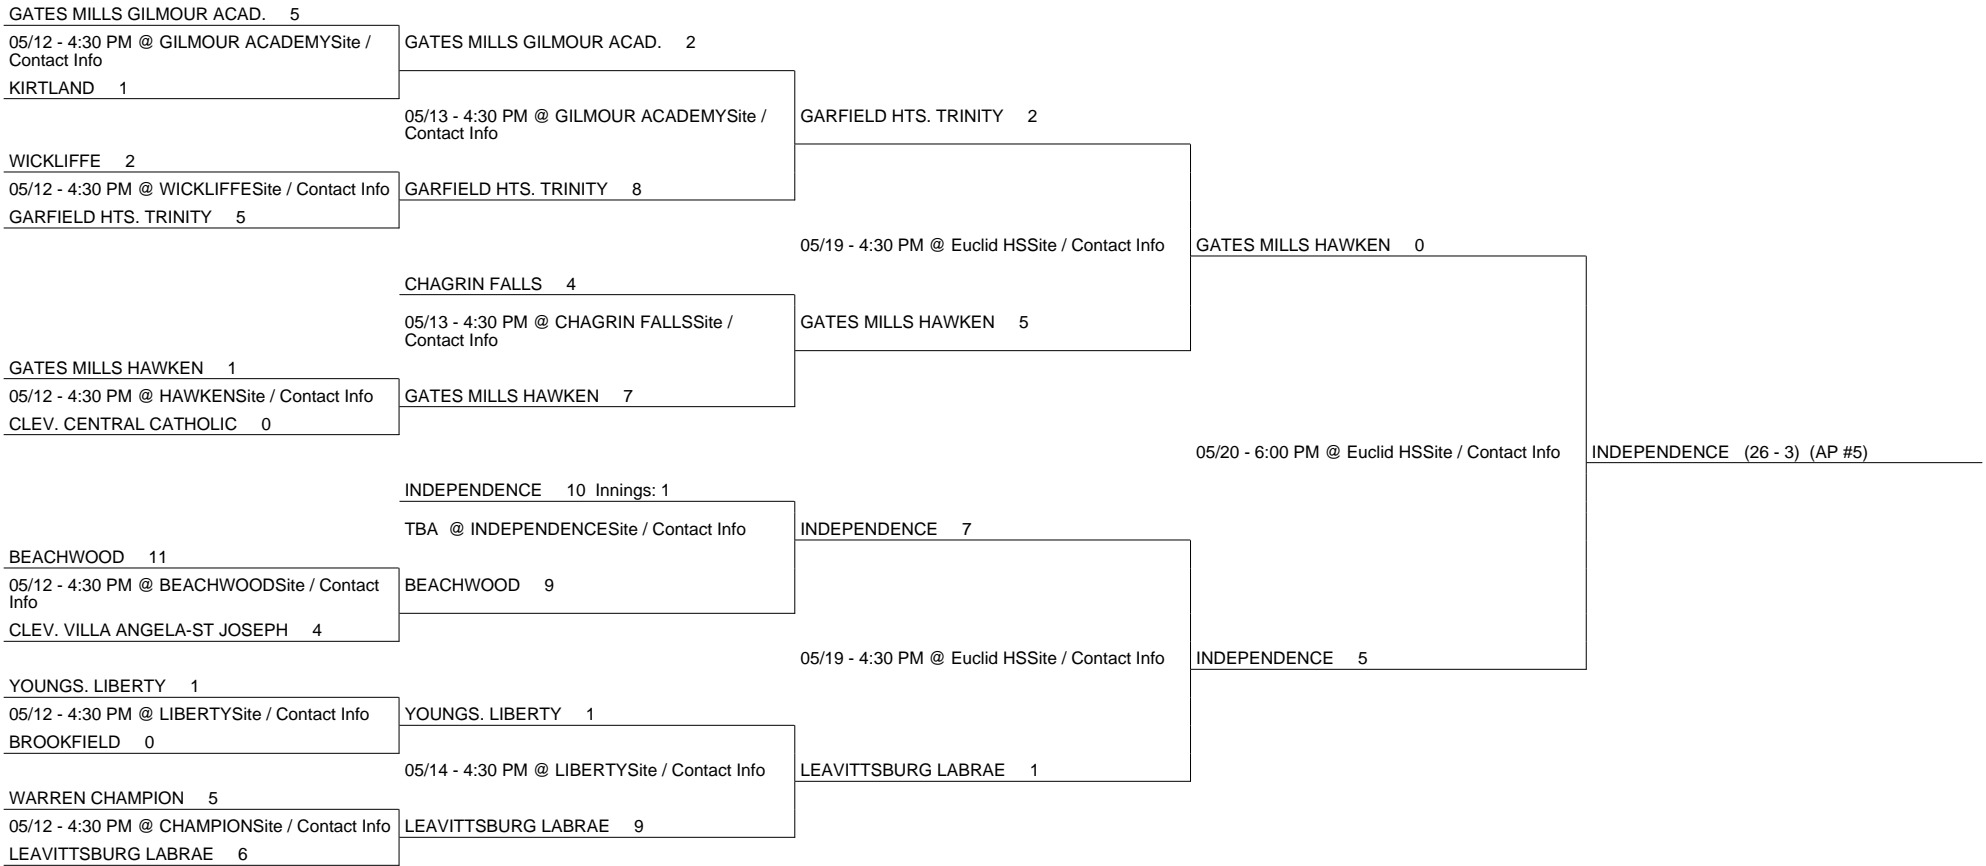 GATES MILLS GILMOUR ACAD. 5
05/12 - 4:30 PM @ GILMOUR ACADEMYSite /
Contact Info
KIRTLAND 1
WICKLIFFE 2
05/12 - 4:30 PM @ WICKLIFFESite / Contact Info
GARFIELD HTS. TRINITY 5
GATES MILLS HAWKEN 1
05/12 - 4:30 PM @ HAWKENSite / Contact Info
CLEV. CENTRAL CATHOLIC 0
BEACHWOOD 11
05/12 - 4:30 PM @ BEACHWOODSite / Contact
Info
CLEV. VILLA ANGELA-ST JOSEPH 4
YOUNGS. LIBERTY 1
05/12 - 4:30 PM @ LIBERTYSite / Contact Info
BROOKFIELD 0
WARREN CHAMPION 5
05/12 - 4:30 PM @ CHAMPIONSite / Contact Info
LEAVITTSBURG LABRAE 6
GATES MILLS GILMOUR ACAD. 2
05/13 - 4:30 PM @ GILMOUR ACADEMYSite /
Contact Info
GARFIELD HTS. TRINITY 8
CHAGRIN FALLS 4
05/13 - 4:30 PM @ CHAGRIN FALLSSite /
Contact Info
GATES MILLS HAWKEN 7
INDEPENDENCE 10 Innings: 1
TBA @ INDEPENDENCESite / Contact Info
BEACHWOOD 9
YOUNGS. LIBERTY 1
05/14 - 4:30 PM @ LIBERTYSite / Contact Info
LEAVITTSBURG LABRAE 9
GARFIELD HTS. TRINITY 2
05/19 - 4:30 PM @ Euclid HSSite / Contact Info
GATES MILLS HAWKEN 5
INDEPENDENCE 7
05/19 - 4:30 PM @ Euclid HSSite / Contact Info
LEAVITTSBURG LABRAE 1
GATES MILLS HAWKEN 0
05/20 - 6:00 PM @ Euclid HSSite / Contact Info
INDEPENDENCE 5
INDEPENDENCE (26 - 3) (AP #5)